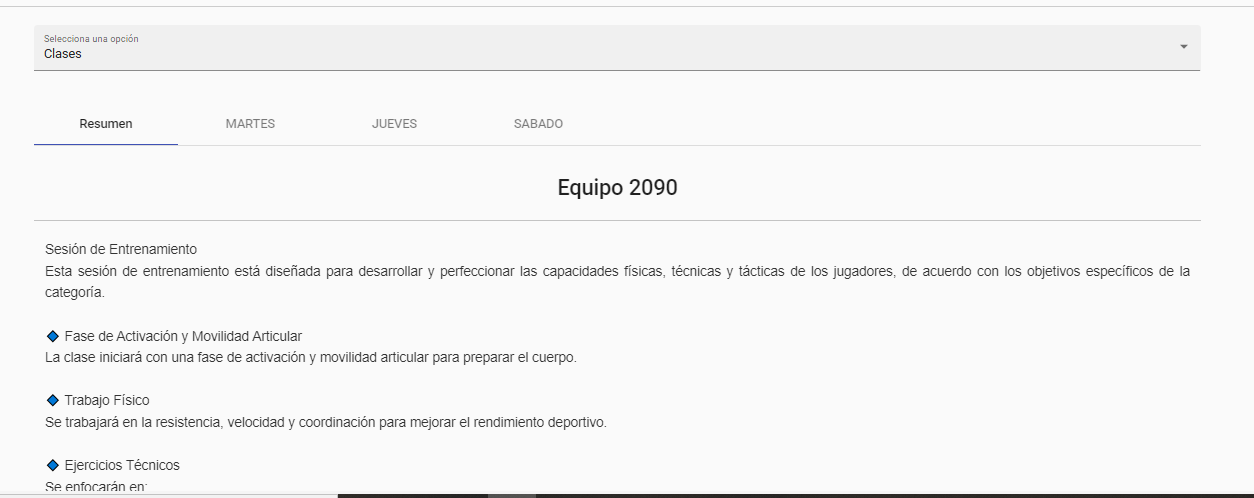 Selecciona una opción
Clases
Resumen MARTES JUEVES SABADO
Equipo 2090
Sesión de Entrenamiento
Esta sesión de entrenamiento está diseñada para desarrollar y perfeccionar las capacidades físicas, técnicas y tácticas de los jugadores, de acuerdo con los objetivos específicos de la
categoría.
🔹 Fase de Activación y Movilidad Articular
La clase iniciará con una fase de activación y movilidad articular para preparar el cuerpo.
🔹 Trabajo Físico
Se trabajará en la resistencia, velocidad y coordinación para mejorar el rendimiento deportivo.
🔹 Ejercicios Técnicos
Se enfocarán en: